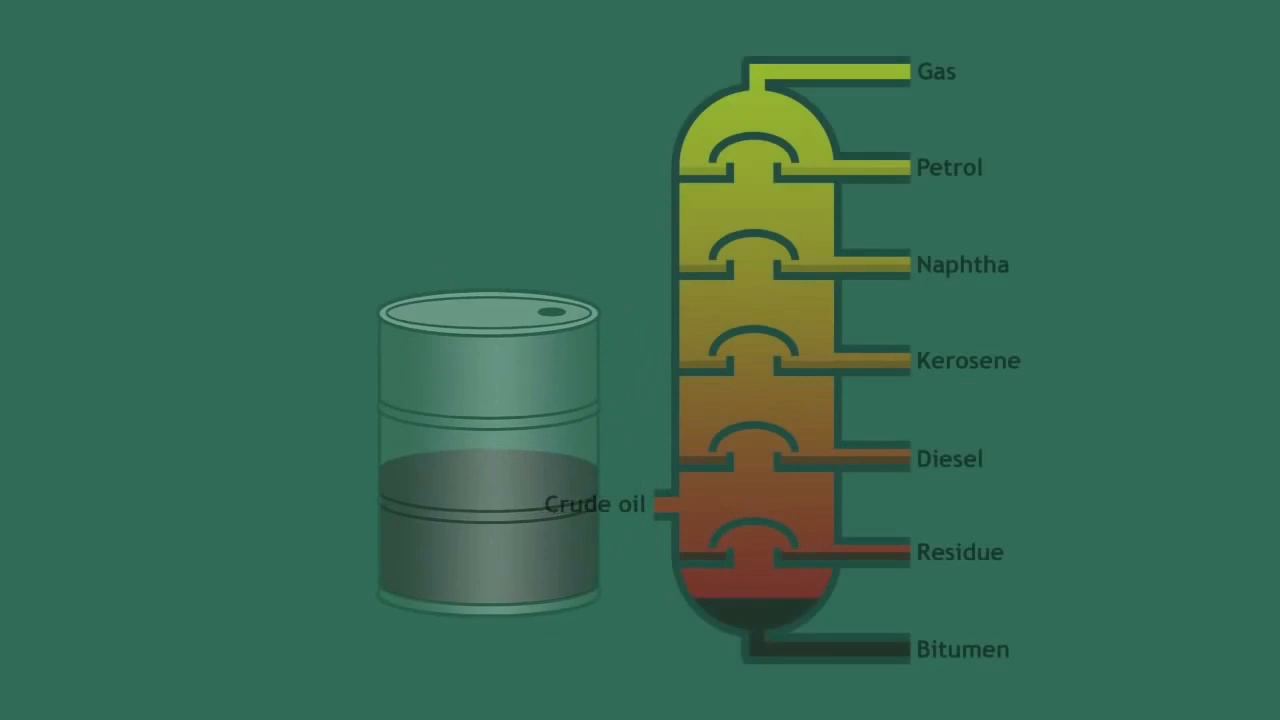 Gas
Petrol
Naphtha
Kerosene
Diesel
Crude oil
Residue
Bitumen